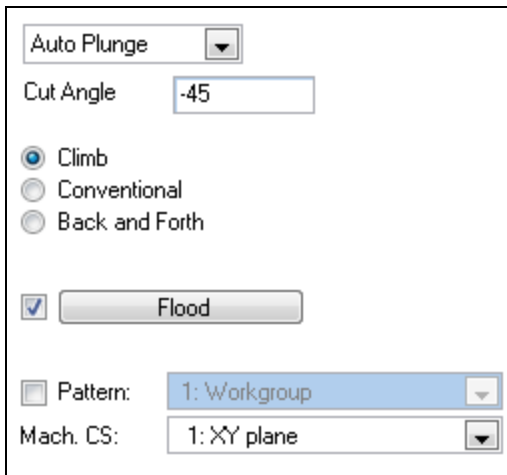 Auto Plunge
Cut Angle -45
Climb
Conventional
Back and Forth
Flood
Pattern: 1: Workgroup
Mach. CS: 1: XY plane